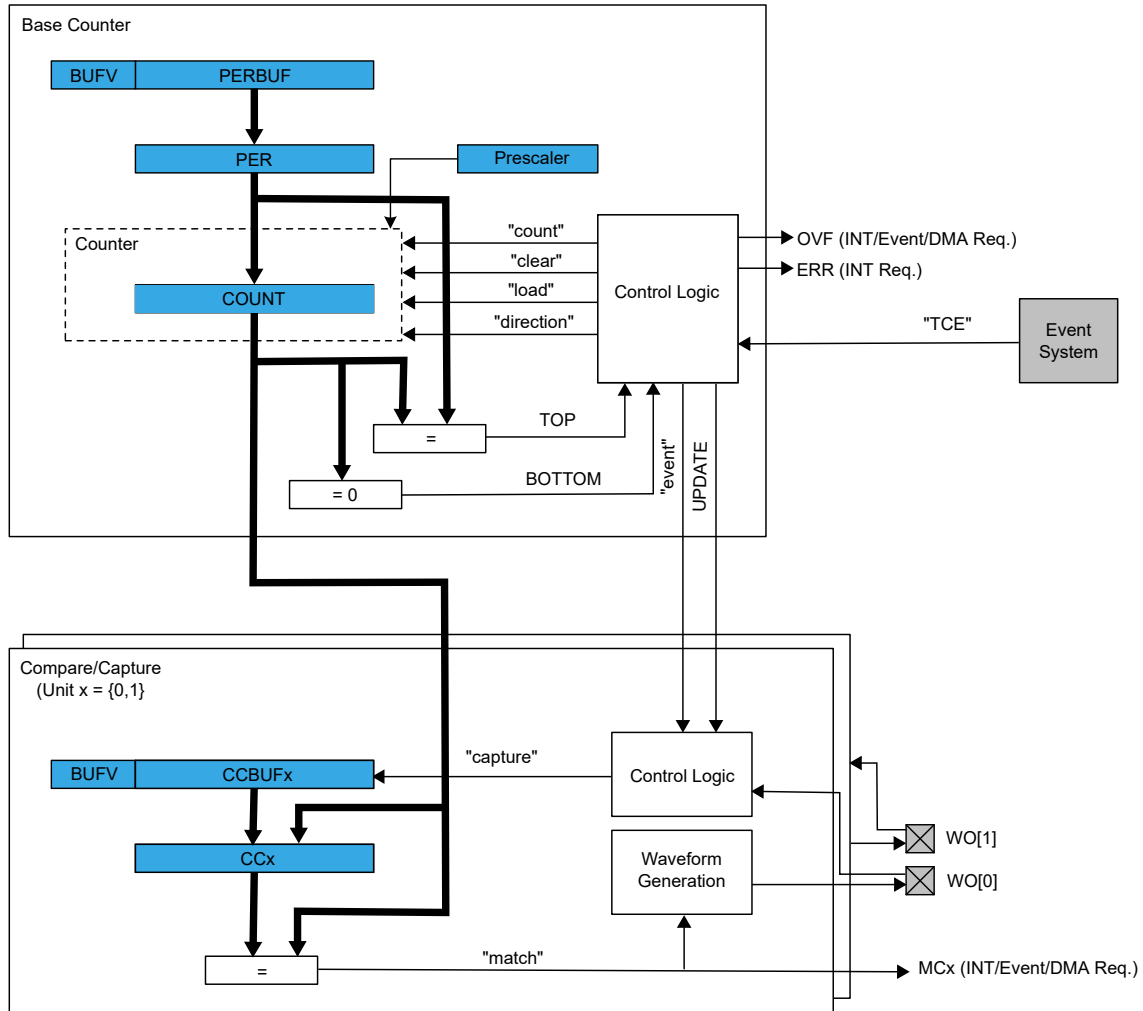 Base Counter
BUFV
PERBUF
PER
Prescaler
Counter
COUNT
"count"
"clear"
"load"
"direction"
Control Logic
OVF (INT/Event/DMA Req.)
ERR (INT Req.)
"TCE"
Event
System
=
TOP
= 0
BOTTOM
"event"
UPDATE
Compare/Capture
(Unit x = {0,1}
BUFV
CCBUFx
"capture"
Control Logic
CCx
Waveform
Generation
WO[1]
WO[0]
=
"match"
MCx (INT/Event/DMA Req.)